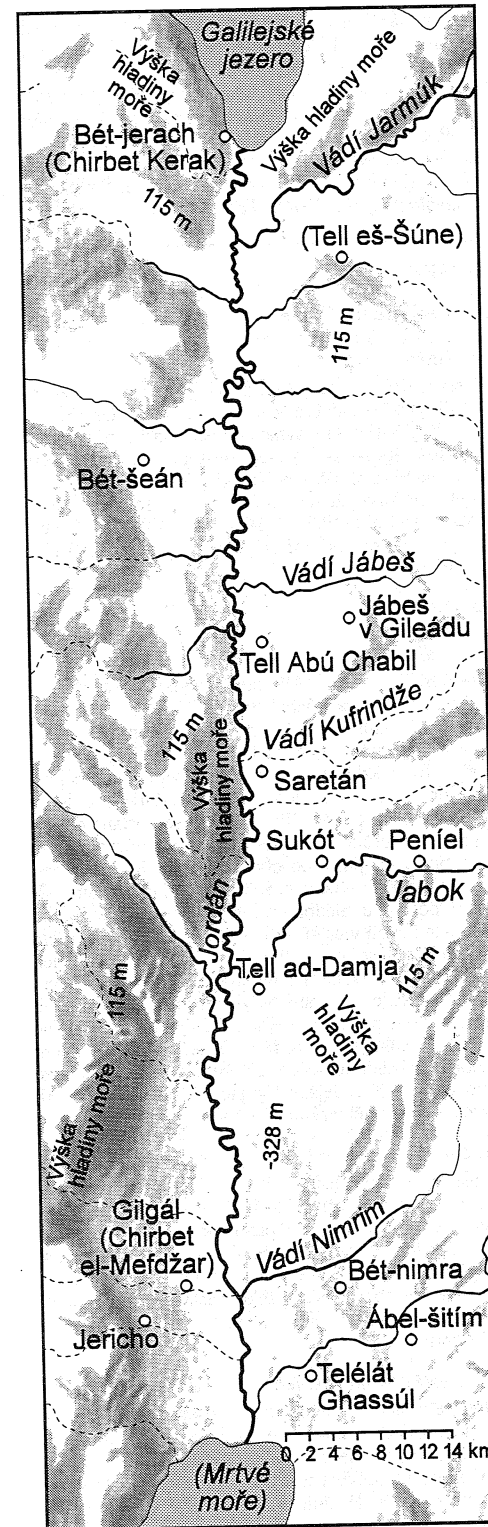 Galilejské
jezero
Výška
hladiny
moře
Výška hladiny moře
Vádí Jarmúk
Bét-jerach
(Chirbet Kerak)
115 m
(Tell eš-Šúne)
115 m
Bét-šeán
Vádí Jábeš
Jábeš
v Gileádu
Tell Abú Chabil
115 m
Výška
hladiny moře
Vádí Kufrindže
Saretán
Sukót
Peníel
Jabok
Jordán
Tell ad-Damja
115 m
115 m
Výška
hladiny
moře
Výška
hladiny moře
-328 m
Gilgál
(Chirbet
el-Mefdžar)
Vádí Nimrim
Bét-nimra
Jericho
Ábel-šitím
Telélát
Ghassúl
0 2 4 6 8 10 12 14 km
(Mrtvé
moře)